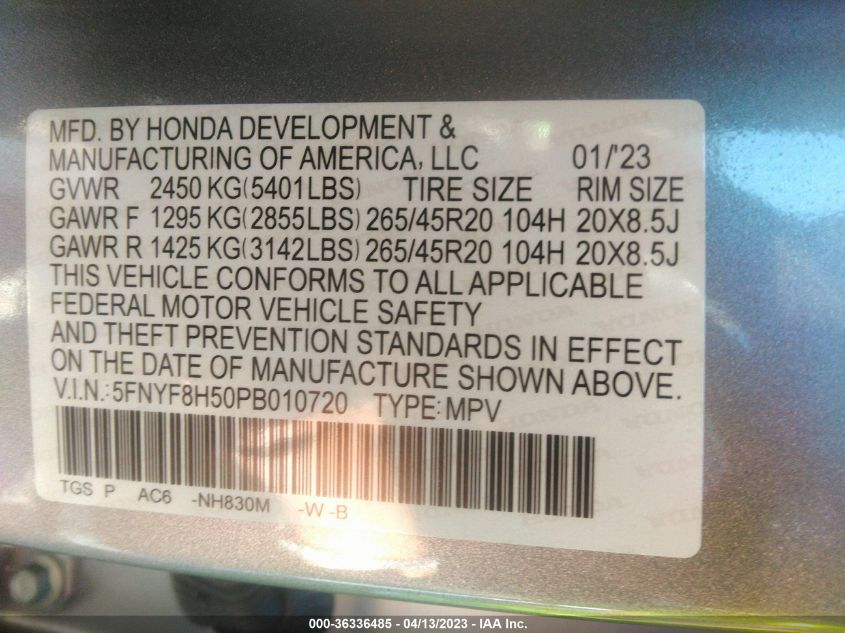 MFD. BY HONDA DEVELOPMENT &
MANUFACTURING OF AMERICA, LLC 01/'23
GVWR 2450 KG(5401LBS) TIRE SIZE RIM SIZE
GAWR F 1295 KG(2855LBS) 265/45R20 104H 20X8.5J
GAWR R 1425 KG(3142LBS) 265/45R20 104H 20X8.5J
THIS VEHICLE CONFORMS TO ALL APPLICABLE
FEDERAL MOTOR VEHICLE SAFETY
AND THEFT PREVENTION STANDARDS IN EFFECT
ON THE DATE OF MANUFACTURE SHOWN ABOVE.
V.I.N.: 5FNYF8H50PB010720 TYPE: MPV
TGS P AC6 -NH830M -W -B
000-36336485 - 04/13/2023 - IAA Inc.